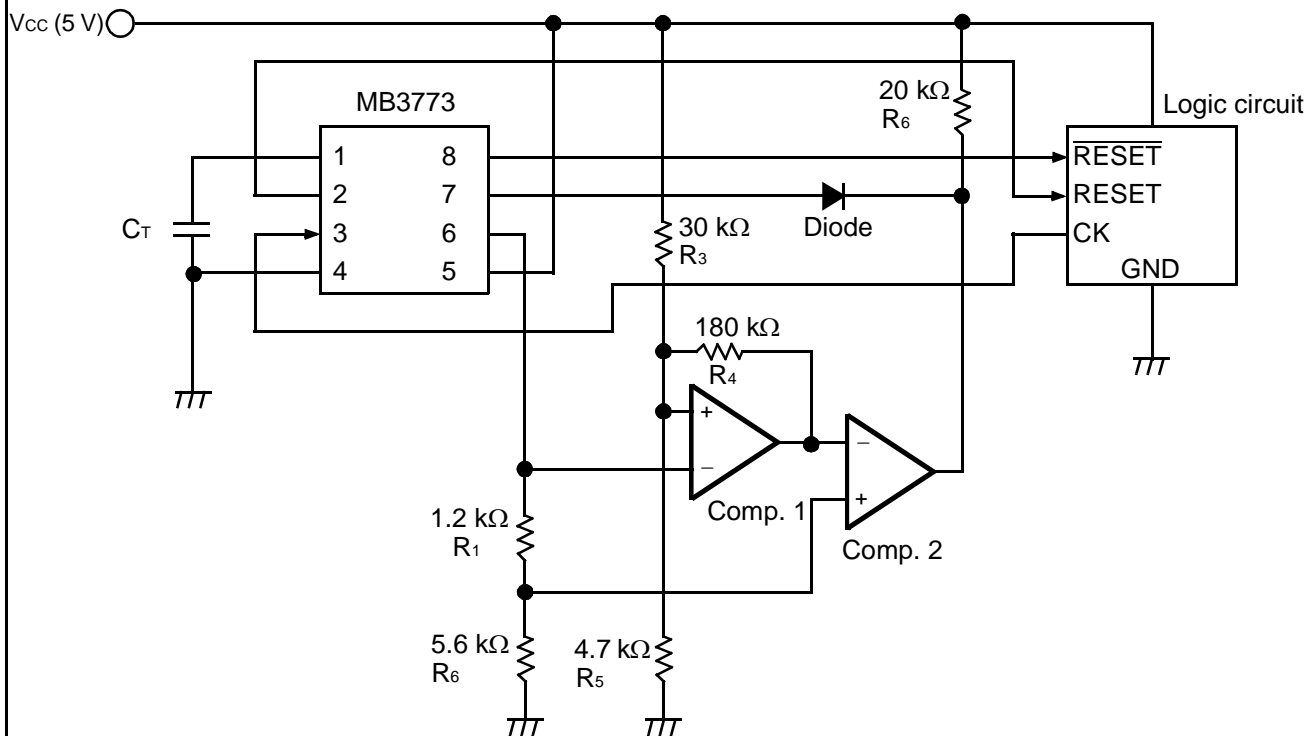 VCC (5 V)
MB3773
1 8
2 7
3 6
4 5
CT
20 kΩ
R6
Diode
Logic circuit
RESET
RESET
CK
GND
30 kΩ
R3
180 kΩ
R4
+
−
Comp. 1
−
+
Comp. 2
1.2 kΩ
R1
5.6 kΩ
R6
4.7 kΩ
R5